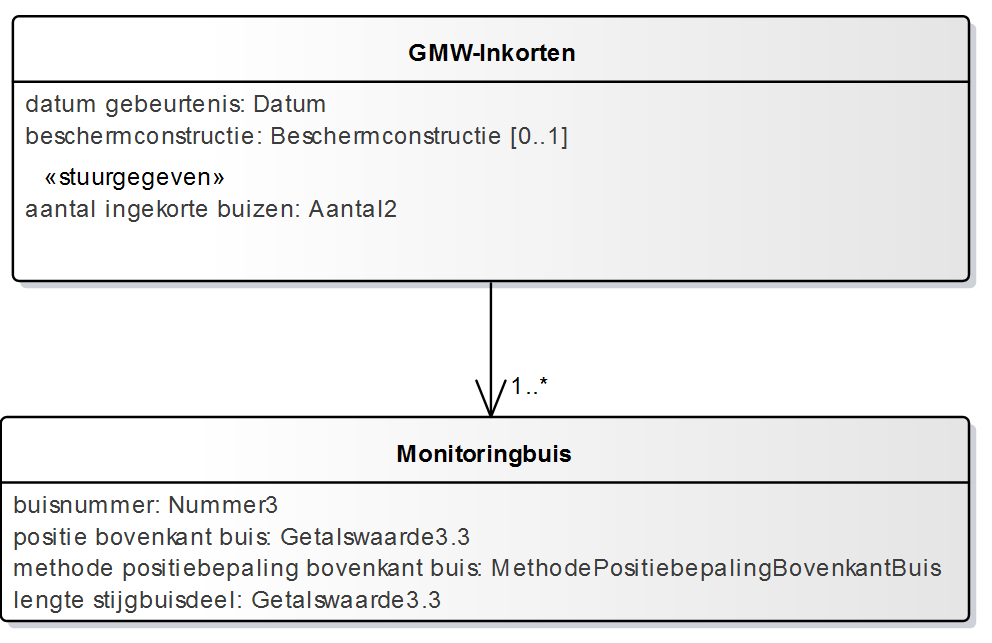 GMW-Inkorten
datum gebeurtenis: Datum
beschermconstructie: Beschermconstructie [0..1]
«stuurgegeven»
aantal ingekorte buizen: Aantal2
1..*
Monitoringbuis
buisnummer: Nummer3
positie bovenkant buis: Getalswaarde3.3
methode positiebepaling bovenkant buis: MethodePositiebepalingBovenkantBuis
lengte stijgbuisdeel: Getalswaarde3.3